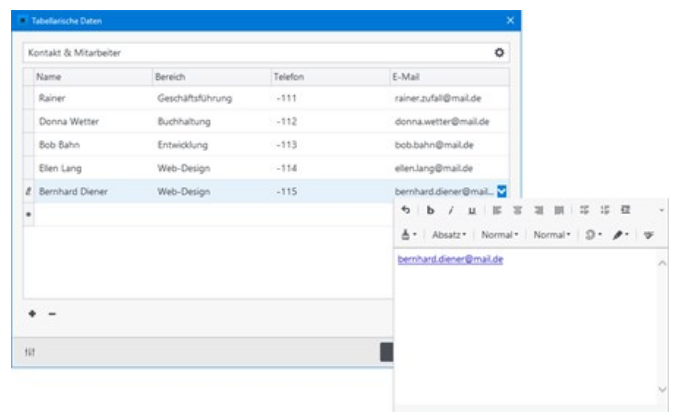 Tabellarische Daten
Kontakt & Mitarbeiter
Name Bereich Telefon E-Mail
Rainer Geschäftsführung -111 rainer.zufall@mail.de
Donna Wetter Buchhaltung -112 donna.wetter@mail.de
Bob Bahn Entwicklung -113 bob.bahn@mail.de
Ellen Lang Web-Design -114 ellen.lang@mail.de
Bernhard Diener Web-Design -115 bernhard.diener@mail...
b i u
Absatz Normal Normal
bernhard.diener@mail.de